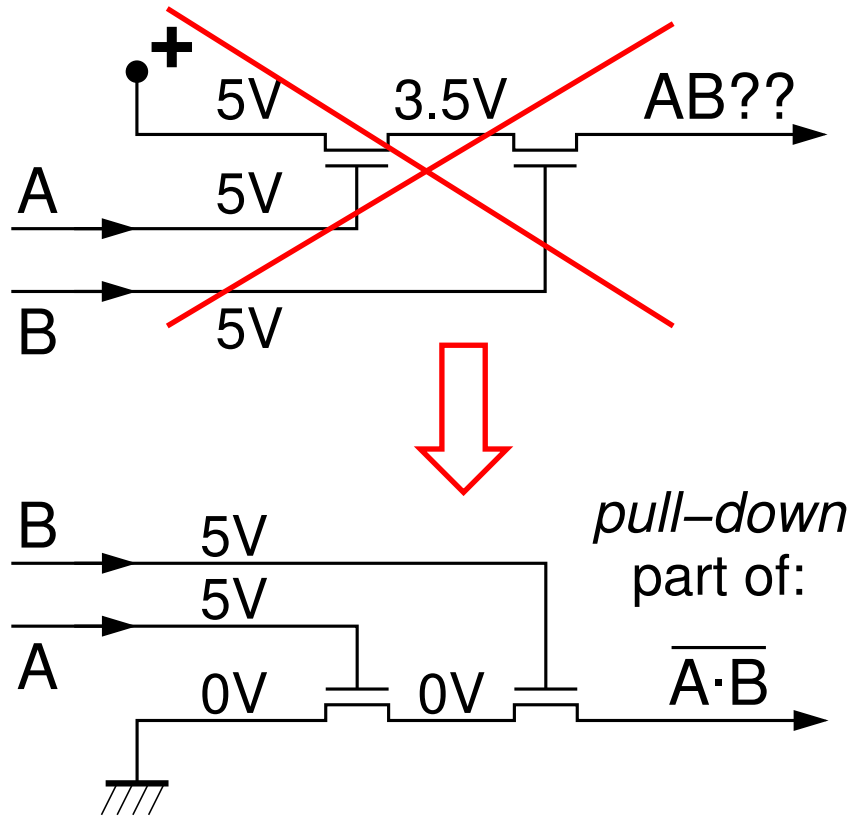 +
5V 3.5V AB??
A 5V
B 5V
B 5V
pull–down
part of:
5V
A
0V 0V A·B